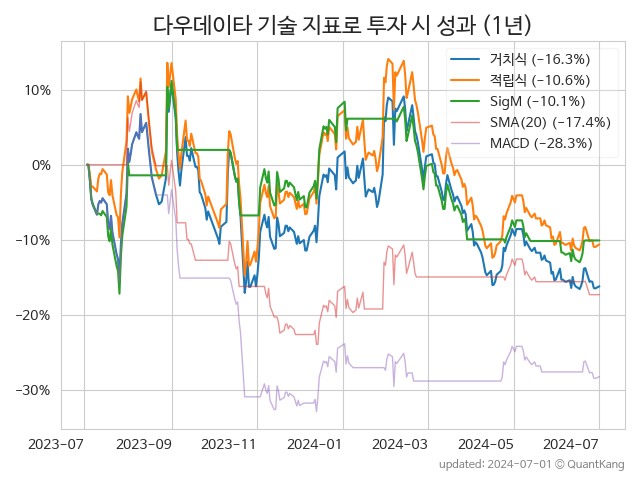 다우데이타 기술 지표로 투자 시 성과 (1년)
거치식 (−16.3%)
적립식 (−10.6%)
SigM (−10.1%)
SMA(20) (−17.4%)
MACD (−28.3%)
10%
0%
−10%
−20%
−30%
2023-07 2023-09 2023-11 2024-01 2024-03 2024-05 2024-07
updated: 2024-07-01 © QuantKang